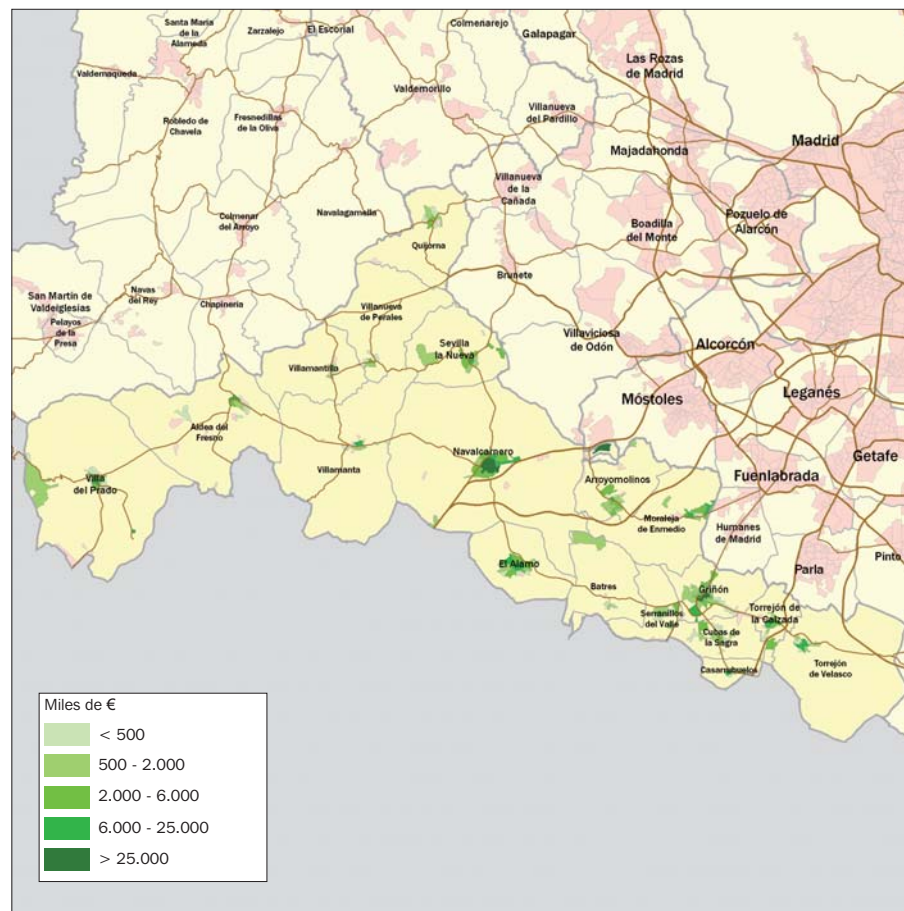 Santa María
de la
Alameda
Zarzalejo
El Escorial
Colmenarejo
Galapagar
Las Rozas
de Madrid
Valdemaqueda
Valdemorillo
Robledo de
Chavela
Fresnedillas
de la Oliva
Villanueva
del Pardillo
Madrid
Majadahonda
Villanueva
de la
Cañada
Navalagamella
Colmenar
del Arroyo
Quijorna
Boadilla
del Monte
Pozuelo de
Alarcón
Brunete
San Martín de
Valdeiglesias
Navas
del Rey
Chapinería
Pelayos
de la
Presa
Villanueva
de Perales
Villaviciosa
de Odón
Alcorcón
Sevilla
la Nueva
Villamantilla
Leganés
Móstoles
Aldea del
Fresno
Navalcarnero
Getafe
Villamanta
Villa
del Prado
Arroyomolinos
Fuenlabrada
Moraleja
de Enmedio
Humanes
de Madrid
Pinto
Parla
El Álamo
Batres
Griñón
Serranillos
del Valle
Torrejón de
la Calzada
Cubas de
la Sagra
Casarrubuelos
Torrejón
de Velasco
Miles de €
< 500
500 - 2.000
2.000 - 6.000
6.000 - 25.000
> 25.000